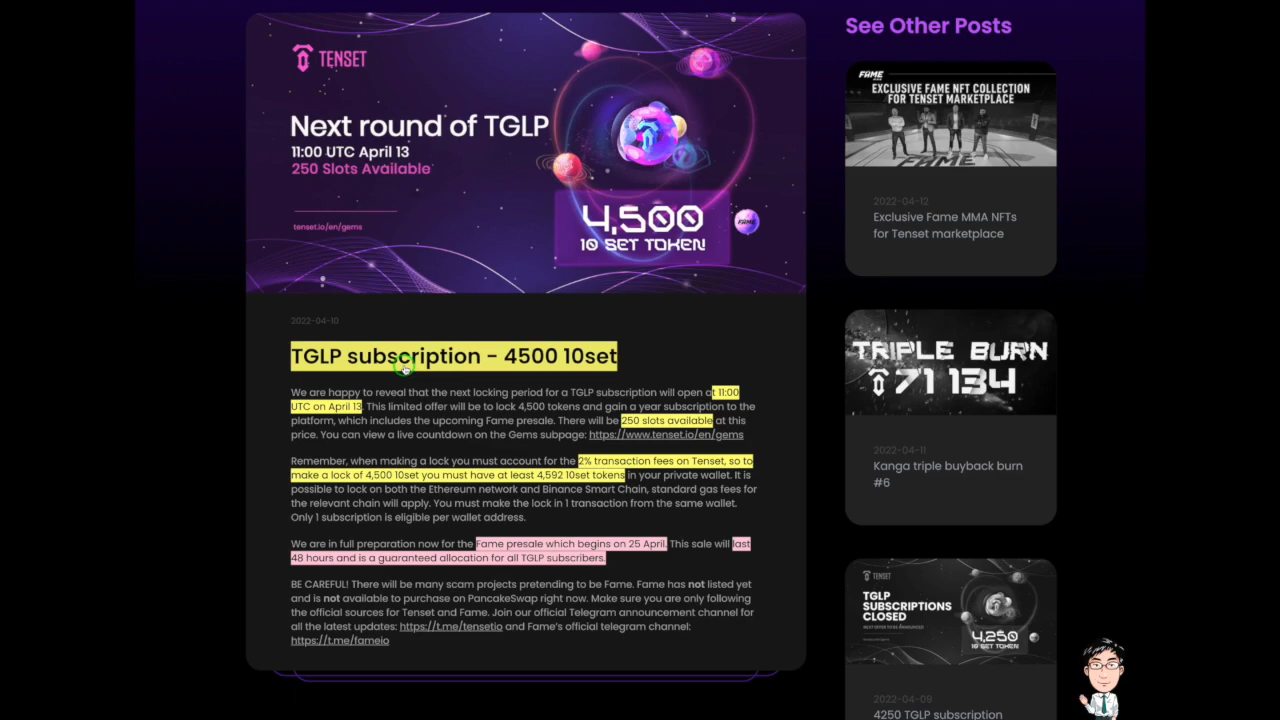 TENSET
Next round of TGLP
11:00 UTC April 13
250 Slots Available
tenset.io/en/gems
4,500
10 SET TOKEN
FAME
2022-04-10
TGLP subscription - 4500 10set
We are happy to reveal that the next locking period for a TGLP subscription will open at 11:00
UTC on April 13. This limited offer will be to lock 4,500 tokens and gain a year subscription to the
platform, which includes the upcoming Fame presale. There will be 250 slots available at this
price. You can view a live countdown on the Gems subpage: https://www.tenset.io/en/gems
Remember, when making a lock you must account for the 2% transaction fees on Tenset, so to
make a lock of 4,500 10set you must have at least 4,592 10set tokens in your private wallet. It is
possible to lock on both the Ethereum network and Binance Smart Chain, standard gas fees for
the relevant chain will apply. You must make the lock in 1 transaction from the same wallet.
Only 1 subscription is eligible per wallet address.
We are in full preparation now for the Fame presale which begins on 25 April. This sale will last
48 hours and is a guaranteed allocation for all TGLP subscribers.
BE CAREFUL! There will be many scam projects pretending to be Fame. Fame has not listed yet
and is not available to purchase on PancakeSwap right now. Make sure you are only following
the official sources for Tenset and Fame. Join our official Telegram announcement channel for
all the latest updates: https://t.me/tensetio and Fame's official telegram channel:
https://t.me/fameio
See Other Posts
FAME
EXCLUSIVE FAME NFT COLLECTION
FOR TENSET MARKETPLACE
FAME
2022-04-12
Exclusive Fame MMA NFTs
for Tenset marketplace
TRIPLE BURN
71 134
2022-04-11
Kanga triple buyback burn
#6
TENSET
TGLP
SUBSCRIPTIONS
CLOSED
4,250
10 SET TOKEN
2022-04-09
4250 TGLP subscription